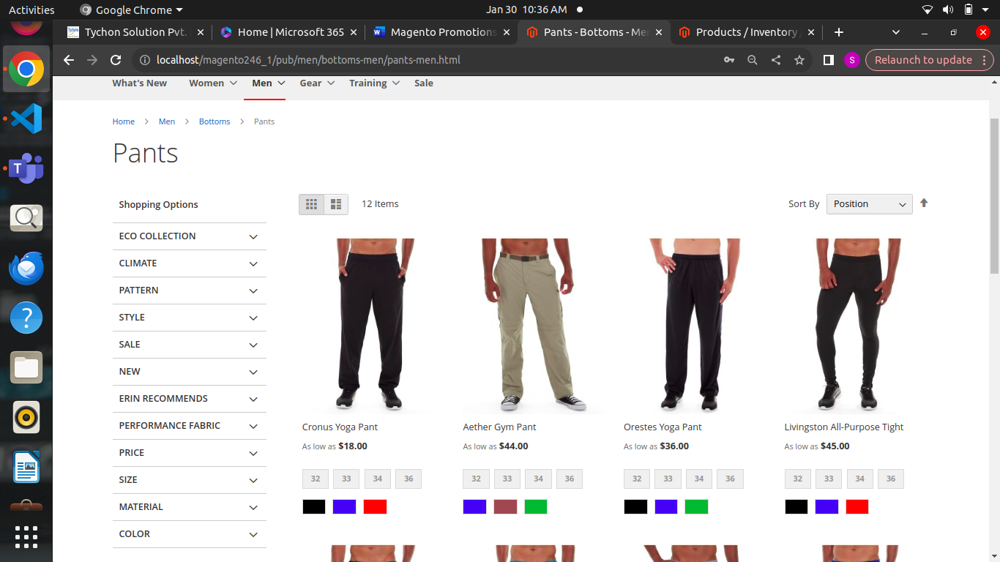 Activities
Google Chrome
Jan 30 10:36 AM
Tychon Solution Pvt.
Home | Microsoft 365
Magento Promotions
Pants - Bottoms - Men
Products / Inventory /
localhost/magento246_1/pub/men/bottoms-men/pants-men.html
S
Relaunch to update
What's New
Women
Men
Gear
Training
Sale
Home
Men
Bottoms
Pants
Pants
Shopping Options
12 Items
Sort By
Position
ECO COLLECTION
CLIMATE
PATTERN
STYLE
SALE
NEW
ERIN RECOMMENDS
PERFORMANCE FABRIC
PRICE
SIZE
MATERIAL
COLOR
Cronus Yoga Pant
As low as $18.00
32 33 34 36
Aether Gym Pant
As low as $44.00
32 33 34 36
Orestes Yoga Pant
As low as $36.00
32 33 34 36
Livingston All-Purpose Tight
As low as $45.00
32 33 34 36